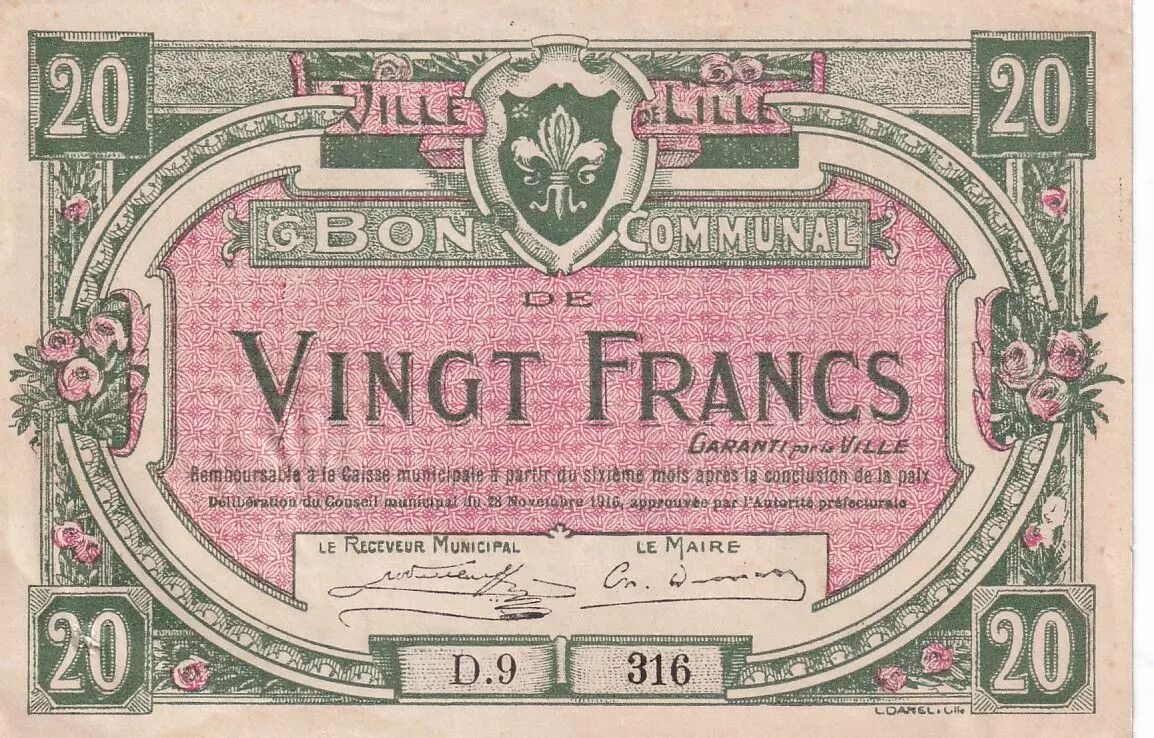 20 20
VILLE DE LILLE
BON COMMUNAL
DE
VINGT FRANCS
GARANTI par la VILLE
Remboursable à la Caisse municipale à partir du sixième mois après la conclusion de la paix
Délibération du Conseil municipal du 28 Novembre 1916, approuvée par l'Autorité préfectorale
LE RECEVEUR MUNICIPAL LE MAIRE
20 D.9 316 20
L.DANEL.Lille